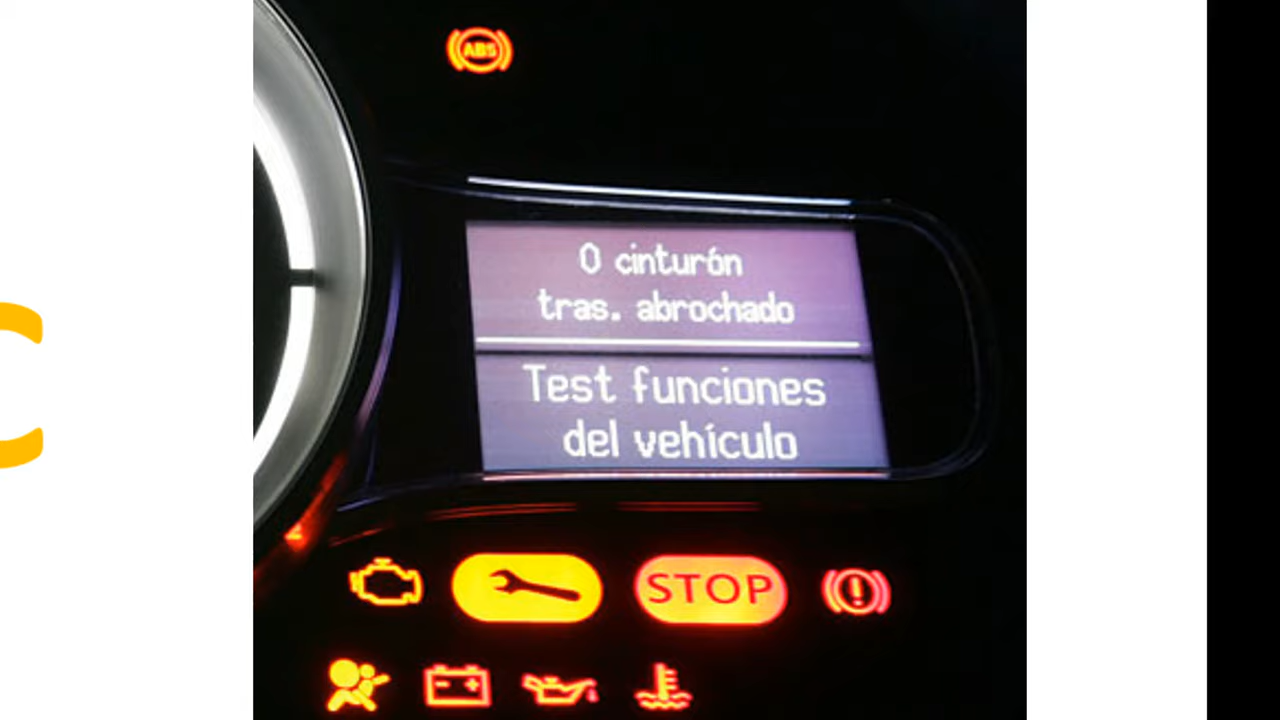 ABS
0 cinturón
tras. abrochado
Test funciones
del vehículo
STOP